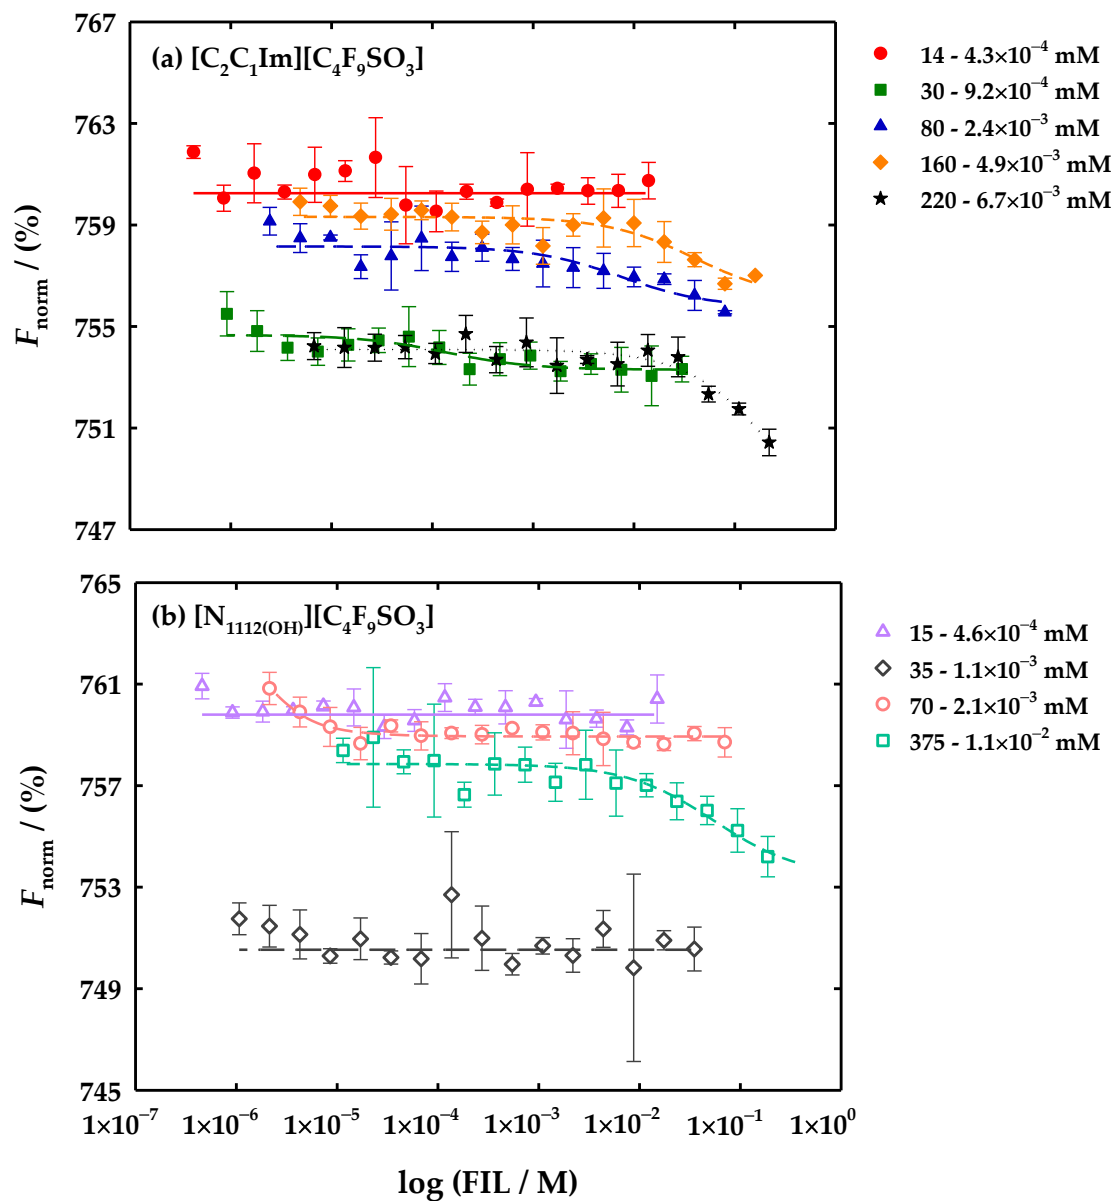 767
(a) [C₂C₁Im][C₄F₉SO₃]
763
759
755
751
747
F_norm / (%)
14 - 4.3×10⁻⁴ mM
30 - 9.2×10⁻⁴ mM
80 - 2.4×10⁻³ mM
160 - 4.9×10⁻³ mM
220 - 6.7×10⁻³ mM
765
(b) [N₁₁₁₂₍OH₎][C₄F₉SO₃]
761
757
753
749
745
F_norm / (%)
15 - 4.6×10⁻⁴ mM
35 - 1.1×10⁻³ mM
70 - 2.1×10⁻³ mM
375 - 1.1×10⁻² mM
1×10⁻⁷ 1×10⁻⁶ 1×10⁻⁵ 1×10⁻⁴ 1×10⁻³ 1×10⁻² 1×10⁻¹ 1×10⁰
log (FIL / M)